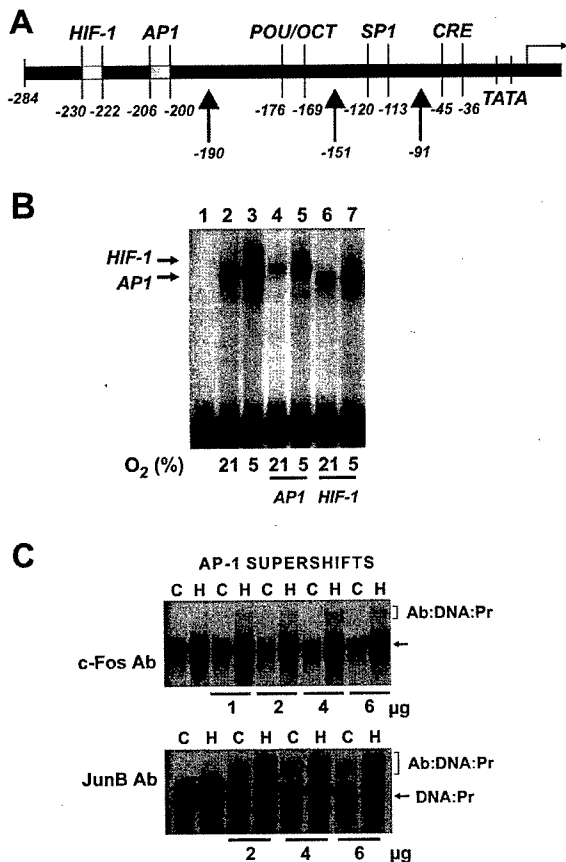 A
HIF-1 AP1 POU/OCT SP1 CRE
-284 -230 -222 -206 -200 -176 -169 -120 -113 -45 -36 TATA
-190 -151 -91
B
1 2 3 4 5 6 7
HIF-1
AP1
O2 (%) 21 5 21 5 21 5
AP1 HIF-1
C
AP-1 SUPERSHIFTS
C H C H C H C H C H
Ab:DNA:Pr
c-Fos Ab
1 2 4 6 µg
C H C H C H C H
JunB Ab
Ab:DNA:Pr
DNA:Pr
2 4 6 µg